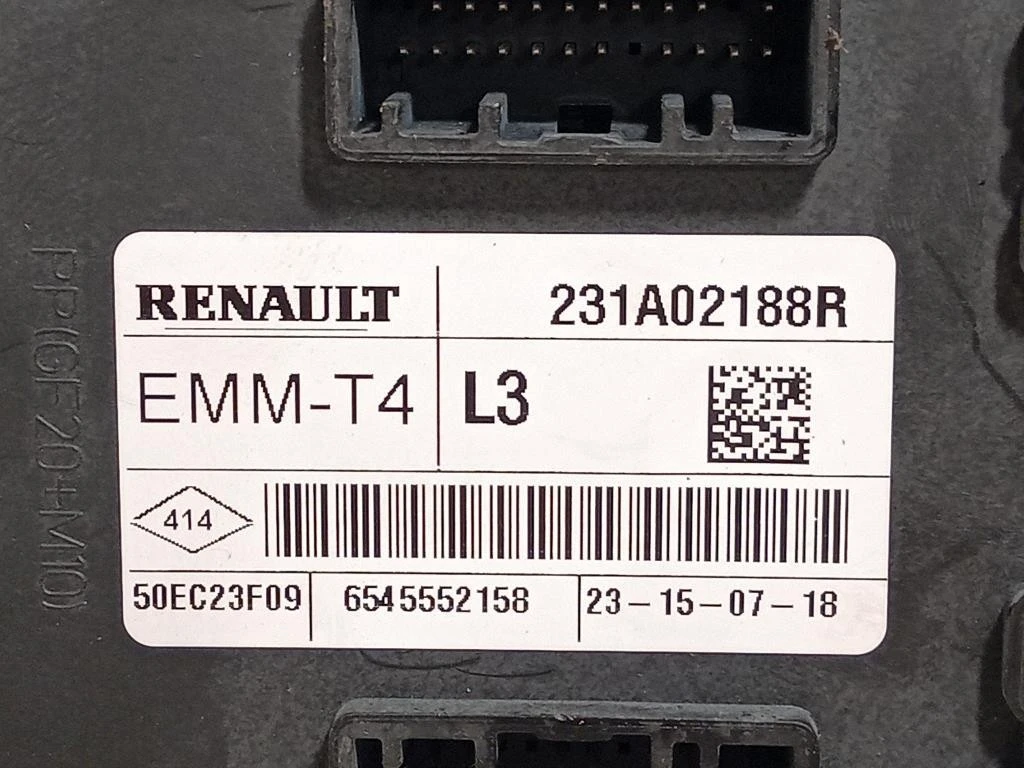 RENAULT 231A02188R
EMM-T4 L3
414
50EC23F09 6545552158 23-15-07-18
PP(GF20+M10)